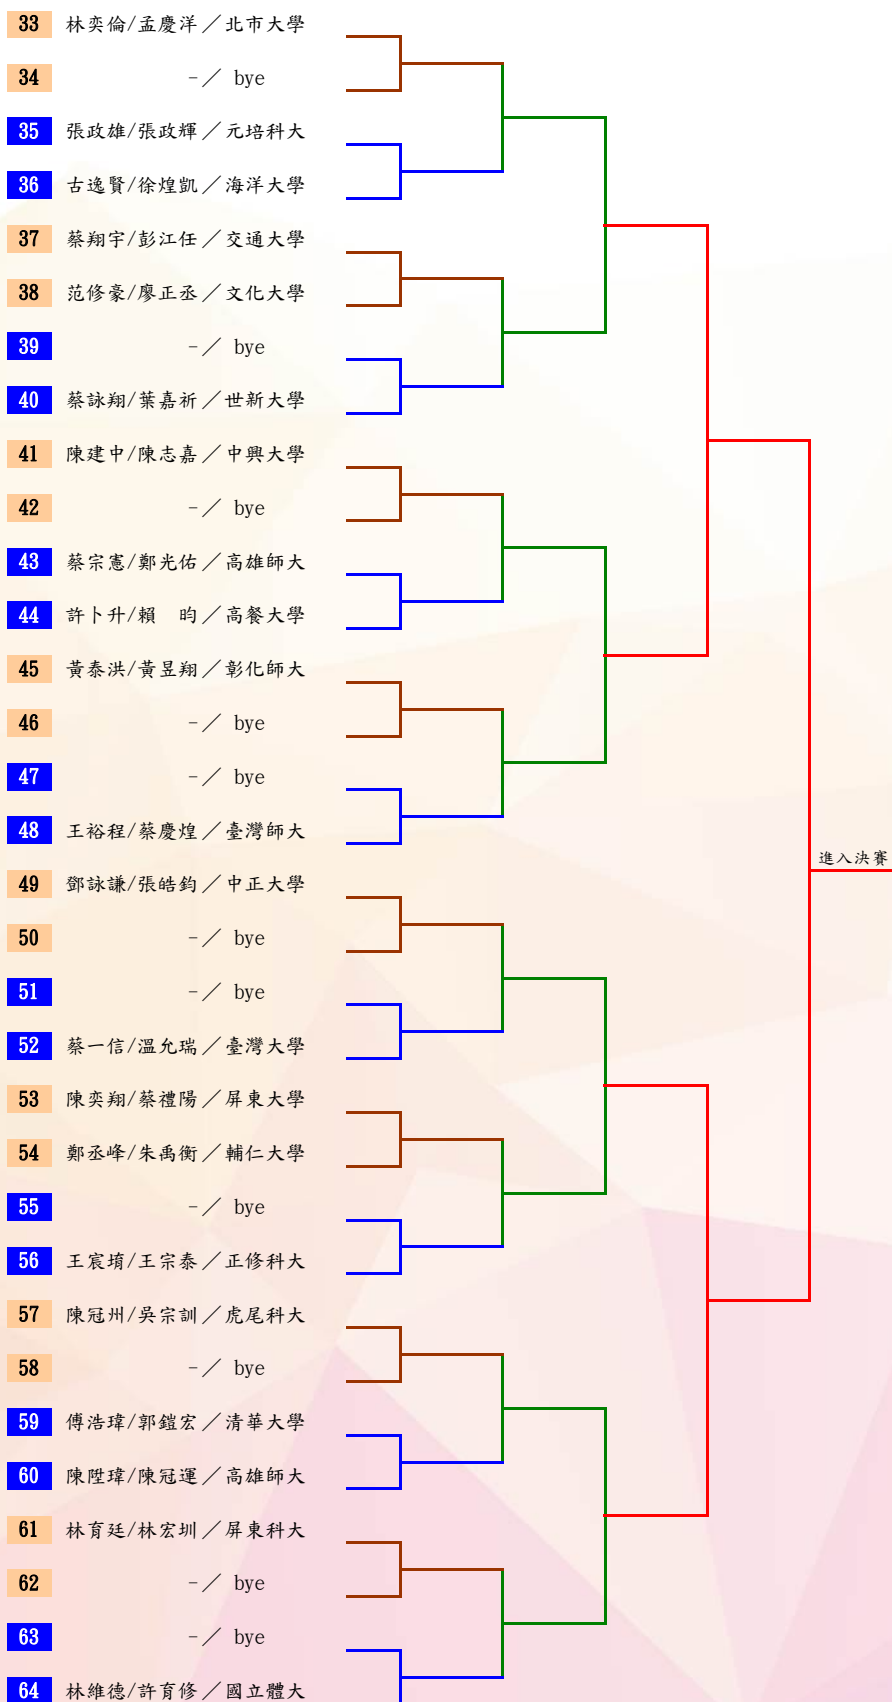 33 林奕倫/孟慶洋／北市大學
34 -／ bye
35 張政雄/張政輝／元培科大
36 古逸賢/徐煌凱／海洋大學
37 蔡翔宇/彭江任／交通大學
38 范修豪/廖正丞／文化大學
39 -／ bye
40 蔡詠翔/葉嘉祈／世新大學
41 陳建中/陳志嘉／中興大學
42 -／ bye
43 蔡宗憲/鄭光佑／高雄師大
44 許卜升/賴　昀／高餐大學
45 黃泰洪/黃昱翔／彰化師大
46 -／ bye
47 -／ bye
48 王裕程/蔡慶煌／臺灣師大
進入決賽
49 鄧詠謙/張皓鈞／中正大學
50 -／ bye
51 -／ bye
52 蔡一信/溫允瑞／臺灣大學
53 陳奕翔/蔡禮陽／屏東大學
54 鄭丞峰/朱禹衡／輔仁大學
55 -／ bye
56 王宸堉/王宗泰／正修科大
57 陳冠州/吳宗訓／虎尾科大
58 -／ bye
59 傅浩瑋/郭鎧宏／清華大學
60 陳陞瑋/陳冠運／高雄師大
61 林育廷/林宏圳／屏東科大
62 -／ bye
63 -／ bye
64 林維德/許育修／國立體大